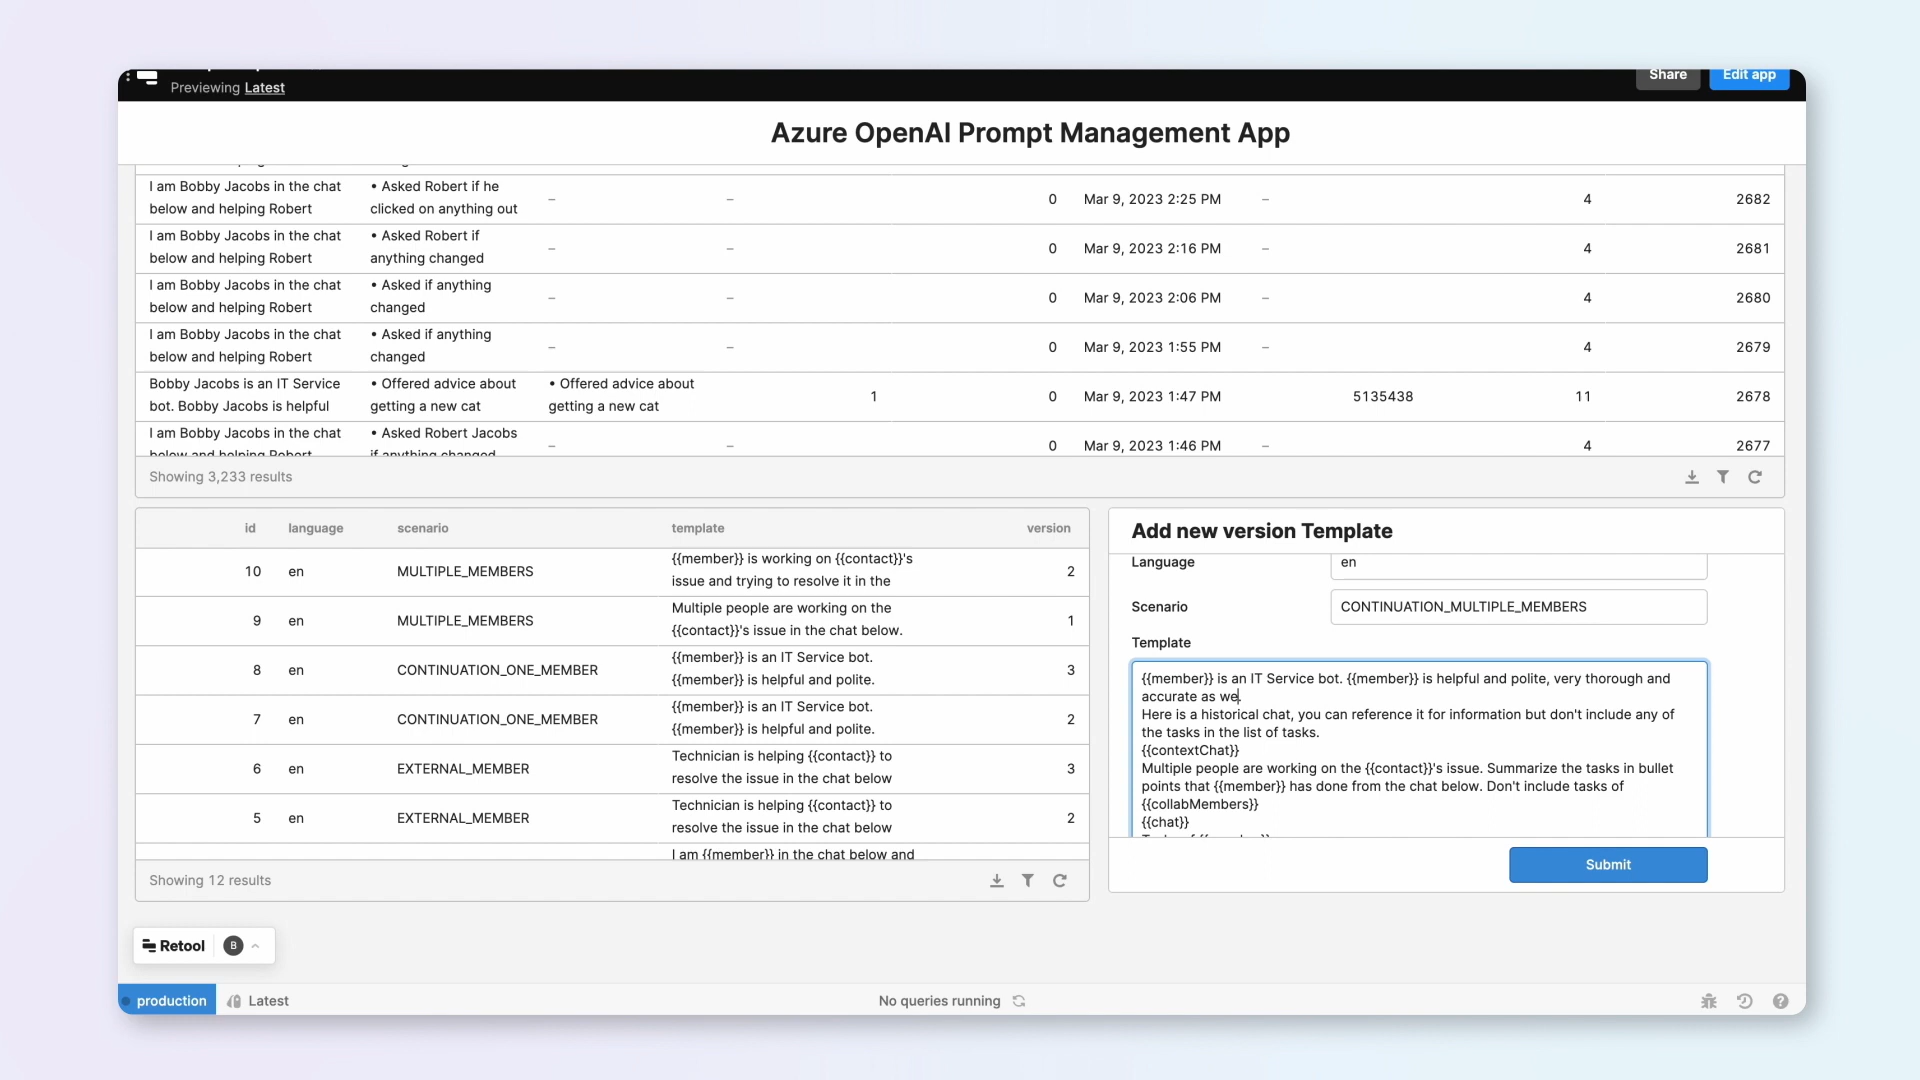 Previewing Latest
Share
Edit app
Azure OpenAI Prompt Management App
I am Bobby Jacobs in the chat
below and helping Robert
• Asked Robert if he
clicked on anything out
–
–
0
Mar 9, 2023 2:25 PM
–
4
2682
I am Bobby Jacobs in the chat
below and helping Robert
• Asked Robert if
anything changed
–
–
0
Mar 9, 2023 2:16 PM
–
4
2681
I am Bobby Jacobs in the chat
below and helping Robert
• Asked if anything
changed
–
–
0
Mar 9, 2023 2:06 PM
–
4
2680
I am Bobby Jacobs in the chat
below and helping Robert
• Asked if anything
changed
–
–
0
Mar 9, 2023 1:55 PM
–
4
2679
Bobby Jacobs is an IT Service
bot. Bobby Jacobs is helpful
• Offered advice about
getting a new cat
• Offered advice about
getting a new cat
1
0
Mar 9, 2023 1:47 PM
5135438
11
2678
I am Bobby Jacobs in the chat
below and helping Robert
• Asked Robert Jacobs
if anything changed
–
–
0
Mar 9, 2023 1:46 PM
–
4
2677
Showing 3,233 results
id
language
scenario
template
version
10
en
MULTIPLE_MEMBERS
{{member}} is working on {{contact}}'s
issue and trying to resolve it in the
2
9
en
MULTIPLE_MEMBERS
Multiple people are working on the
{{contact}}'s issue in the chat below.
1
8
en
CONTINUATION_ONE_MEMBER
{{member}} is an IT Service bot.
{{member}} is helpful and polite.
3
7
en
CONTINUATION_ONE_MEMBER
{{member}} is an IT Service bot.
{{member}} is helpful and polite.
2
6
en
EXTERNAL_MEMBER
Technician is helping {{contact}} to
resolve the issue in the chat below
3
5
en
EXTERNAL_MEMBER
Technician is helping {{contact}} to
resolve the issue in the chat below
2
I am {{member}} in the chat below and
Showing 12 results
Add new version Template
Language
en
Scenario
CONTINUATION_MULTIPLE_MEMBERS
Template
{{member}} is an IT Service bot. {{member}} is helpful and polite, very thorough and
accurate as we.
Here is a historical chat, you can reference it for information but don't include any of
the tasks in the list of tasks.
{{contextChat}}
Multiple people are working on the {{contact}}'s issue. Summarize the tasks in bullet
points that {{member}} has done from the chat below. Don't include tasks of
{{collabMembers}}
{{chat}}
Submit
Retool
B
production
Latest
No queries running